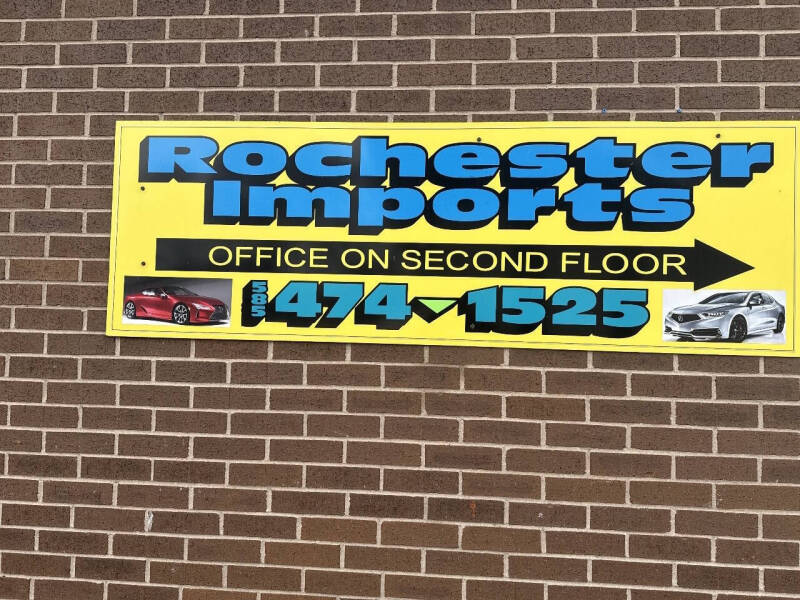 Rochester
Imports
OFFICE ON SECOND FLOOR
585 474-1525